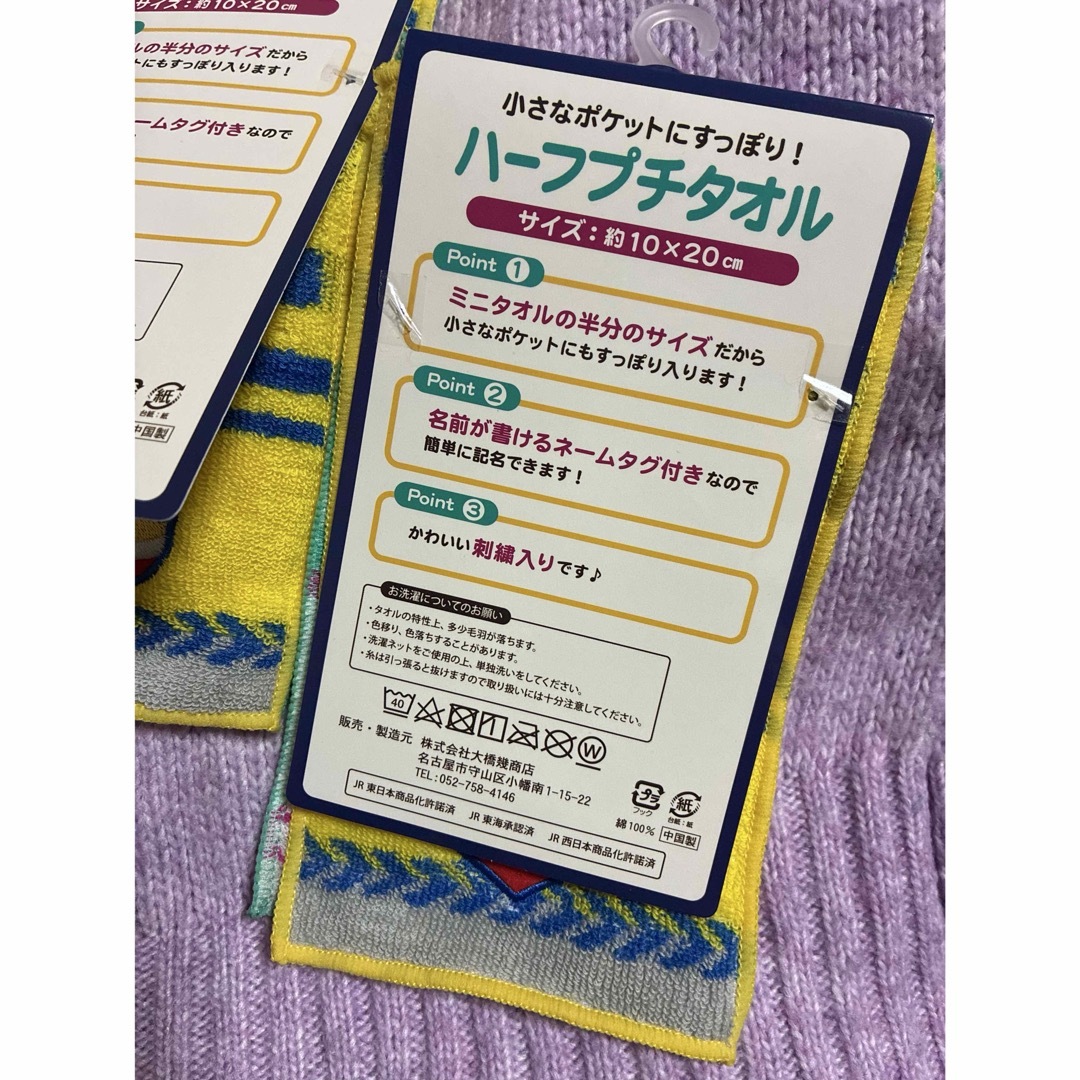 サイズ：約10×20㎝
ルの半分のサイズだから
トにもすっぽり入ります！
ームタグ付きなので
紙
台紙：紙
中国製
小さなポケットにすっぽり！
ハーフプチタオル
サイズ：約10×20㎝
Point 1
ミニタオルの半分のサイズだから
小さなポケットにもすっぽり入ります！
Point 2
名前が書けるネームタグ付きなので
簡単に記名できます！
Point 3
かわいい刺繍入りです♪
お洗濯についてのお願い
・タオルの特性上、多少毛羽が落ちます。
・色移り、色落ちすることがあります。
・洗濯ネットをご使用の上、単独洗いをしてください。
・糸は引っ張ると抜けますので取り扱いには十分注意してください。
40 W
販売・製造元 株式会社大橋幾商店
名古屋市守山区小幡南1-15-22
TEL：052-758-4146
プラ
フック
紙
台紙：紙
綿100%
中国製
JR東日本商品化許諾済 JR東海承認済 JR西日本商品化許諾済